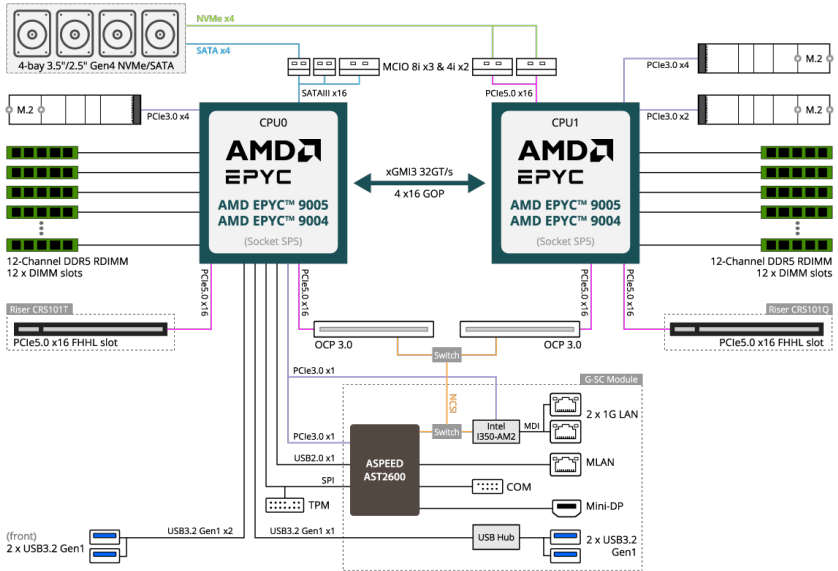 NVMe x4
SATA x4
4-bay 3.5"/2.5" Gen4 NVMe/SATA
MCIO 8i x3 & 4i x2
SATAIII x16
PCIe5.0 x16
PCIe3.0 x4
M.2
M.2
PCIe3.0 x4
PCIe3.0 x2
M.2
CPU0
AMD
EPYC
AMD EPYC™ 9005
AMD EPYC™ 9004
(Socket SP5)
xGMI3 32GT/s
4 x16 GOP
CPU1
AMD
EPYC
AMD EPYC™ 9005
AMD EPYC™ 9004
(Socket SP5)
12-Channel DDR5 RDIMM
12 x DIMM slots
12-Channel DDR5 RDIMM
12 x DIMM slots
PCIe5.0 x16
PCIe5.0 x16
PCIe5.0 x16
PCIe5.0 x16
Riser CRS101T
PCIe5.0 x16 FHHL slot
OCP 3.0
OCP 3.0
Riser CRS101Q
PCIe5.0 x16 FHHL slot
Switch
PCIe3.0 x1
NCSI
G-SC Module
PCIe3.0 x1
Switch
Intel
I350-AM2
MDI
2 x 1G LAN
ASPEED
AST2600
USB2.0 x1
MLAN
SPI
TPM
COM
Mini-DP
(front)
2 x USB3.2 Gen1
USB3.2 Gen1 x2
USB3.2 Gen1 x1
USB Hub
2 x USB3.2
Gen1